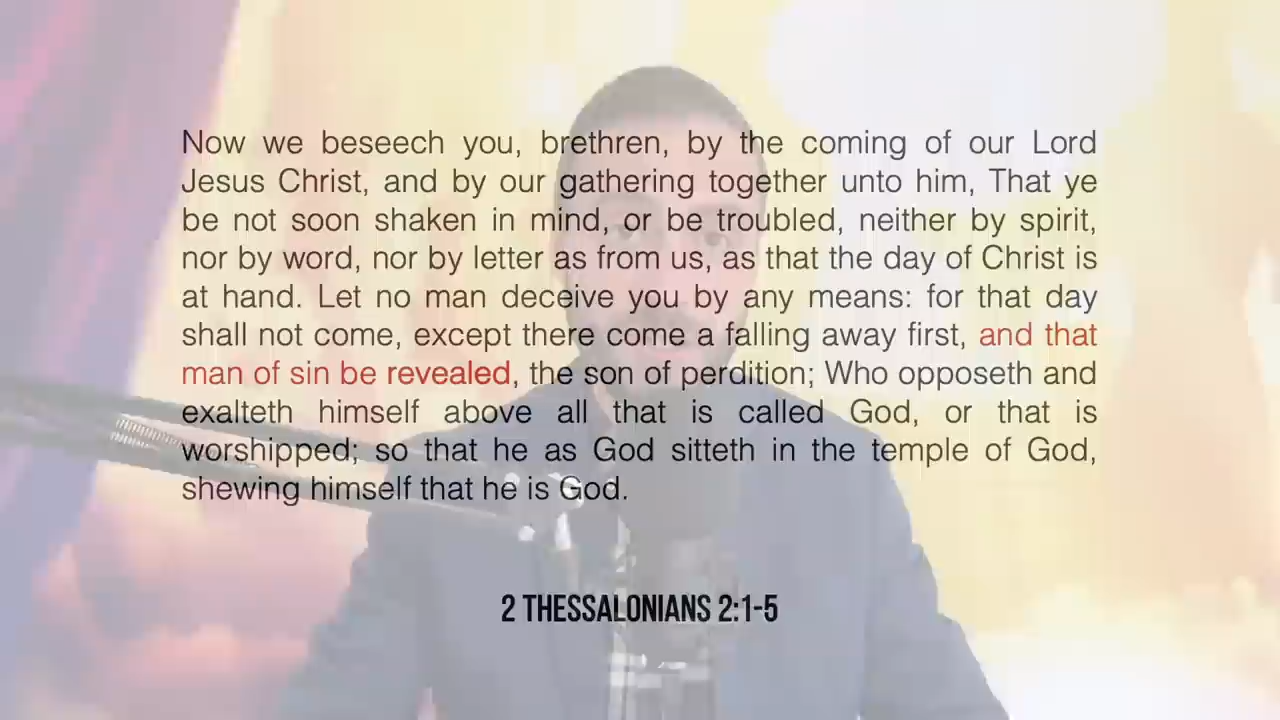 Now we beseech you, brethren, by the coming of our Lord
Jesus Christ, and by our gathering together unto him, That ye
be not soon shaken in mind, or be troubled, neither by spirit,
nor by word, nor by letter as from us, as that the day of Christ is
at hand. Let no man deceive you by any means: for that day
shall not come, except there come a falling away first, and that
man of sin be revealed, the son of perdition; Who opposeth and
exalteth himself above all that is called God, or that is
worshipped; so that he as God sitteth in the temple of God,
shewing himself that he is God.
2 THESSALONIANS 2:1-5